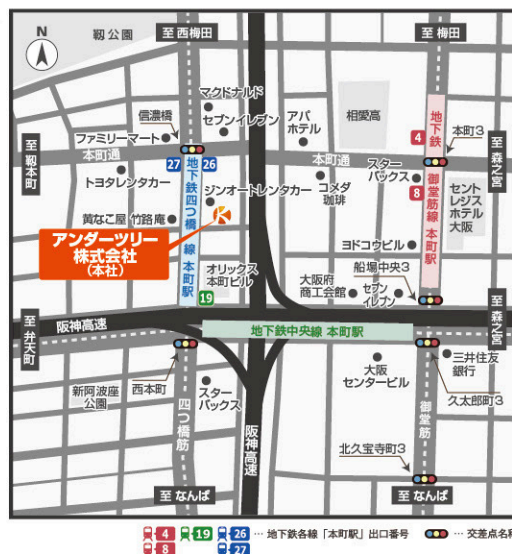 N
靱公園
至 西梅田
至 梅田
マクドナルド
信濃橋
セブンイレブン
アパ
ホテル
相愛高
地下鉄
4
本町3
ファミリーマート
至 靱本町
本町通
本町通
至 森之宮
27
26
トヨタレンタカー
地下鉄四つ橋線 本町駅
ジンオートレンタカー
コメダ
珈琲
スター
バックス
8
御堂筋線 本町駅
セント
レジス
ホテル
大阪
黄なこ屋 竹路庵
アンダーツリー
株式会社
(本社)
ヨドコウビル
船場中央3
オリックス
本町ビル
19
大阪府
商工会館
セブン
イレブン
至 弁天町
阪神高速
地下鉄中央線 本町駅
至 森之宮
新阿波座
公園
西本町
スター
バックス
大阪
センタービル
三井住友
銀行
久太郎町3
四つ橋筋
阪神高速
御堂筋
北久宝寺町3
至 なんば
至 なんば
4 19 26 … 地下鉄各線「本町駅」出口番号 … 交差点名称
8 27